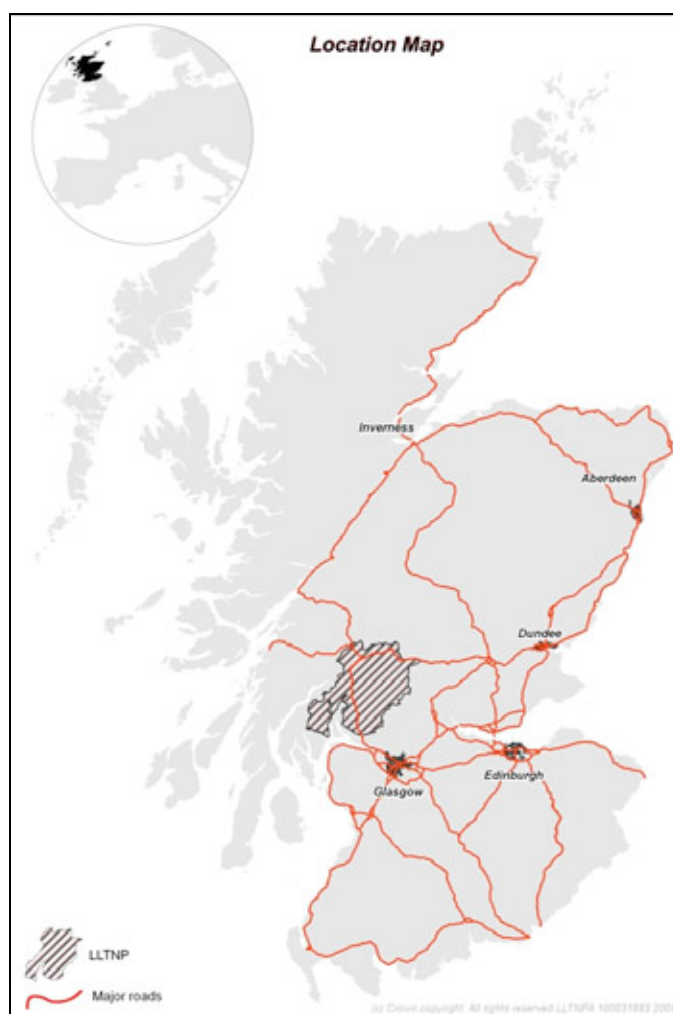 Location Map
Inverness
Aberdeen
Dundee
Edinburgh
Glasgow
LLTNP
Major roads
(c) Crown copyright. All rights reserved LLTNPA 100031883 200